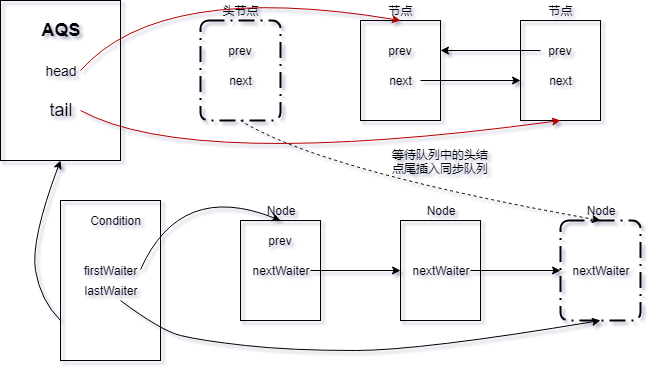 AQS
head
tail
头节点
prev
next
节点
prev
next
节点
prev
next
等待队列中的头结
点尾插入同步队列
Condition
firstWaiter
lastWaiter
Node
prev
nextWaiter
Node
nextWaiter
Node
nextWaiter